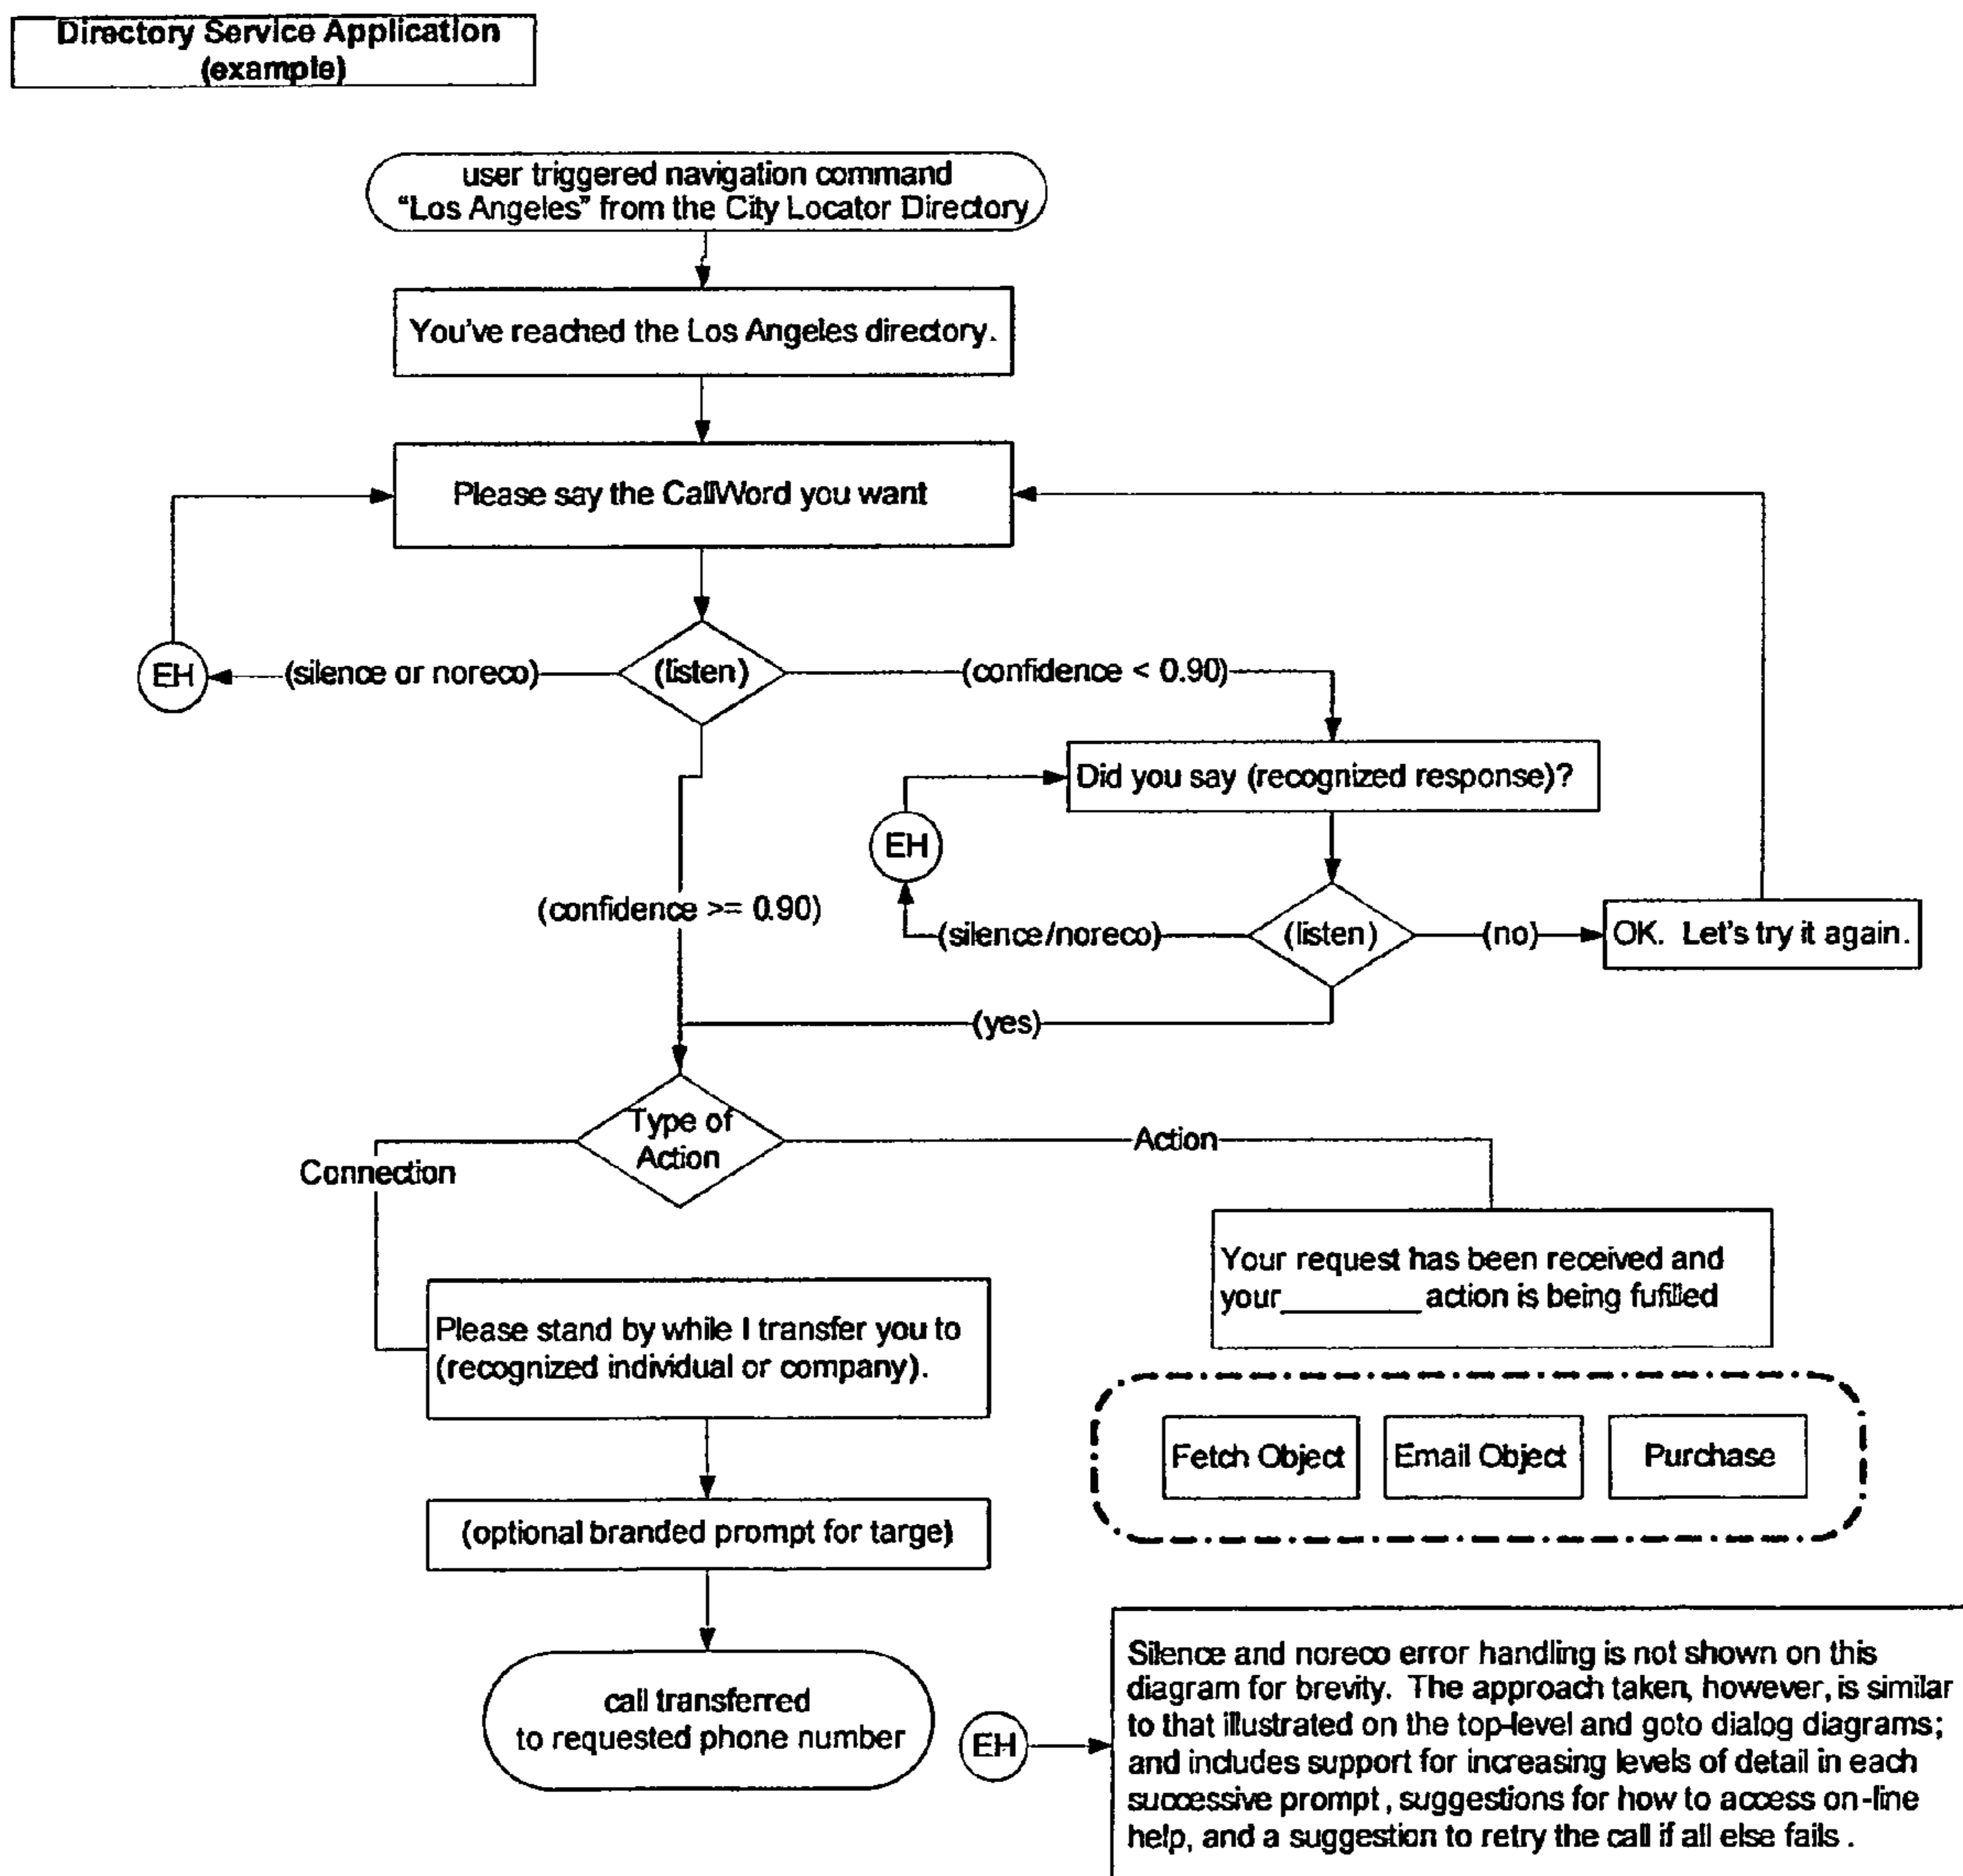 Directory Service Application
(example)
user triggered navigation command
“Los Angeles” from the City Locator Directory
You've reached the Los Angeles directory.
Please say the CallWord you want
EH
(silence or noreco)
(listen)
(confidence < 0.90)
Did you say (recognized response)?
EH
(confidence >= 0.90)
(silence/noreco)
(listen)
(no)
OK. Let's try it again.
(yes)
Type of
Action
Connection
Action
Your request has been received and
your_________ action is being fufilled
Please stand by while I transfer you to
(recognized individual or company).
Fetch Object
Email Object
Purchase
(optional branded prompt for targe)
call transferred
to requested phone number
EH
Silence and noreco error handling is not shown on this
diagram for brevity. The approach taken, however, is similar
to that illustrated on the top-level and goto dialog diagrams;
and includes support for increasing levels of detail in each
successive prompt, suggestions for how to access on-line
help, and a suggestion to retry the call if all else fails.